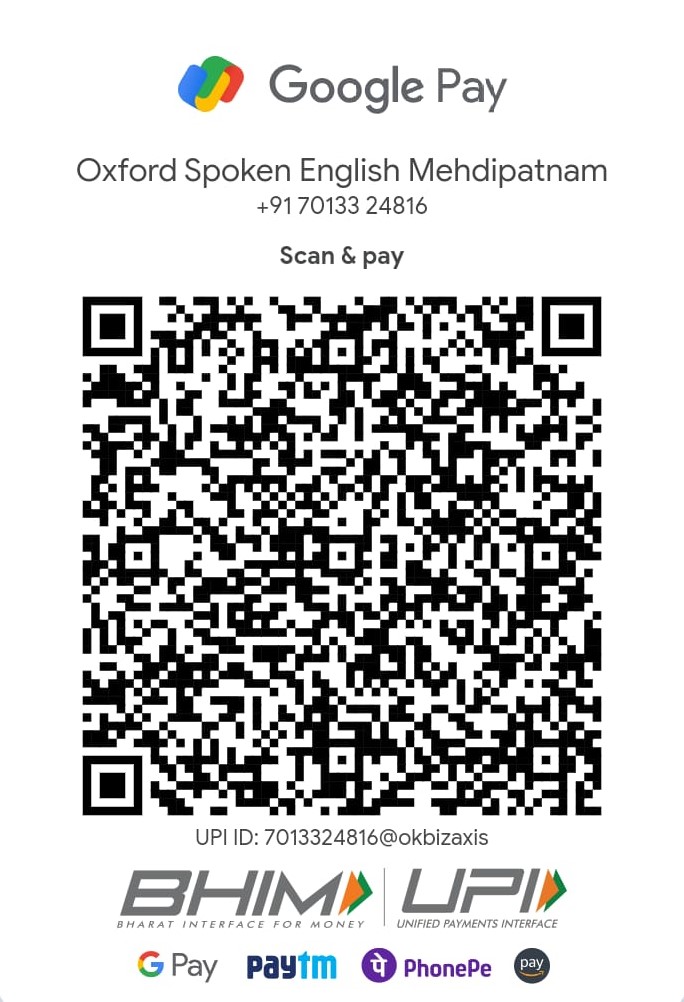 Google Pay
Oxford Spoken English Mehdipatnam
+91 70133 24816
Scan & pay
UPI ID: 7013324816@okbizaxis
BHIM UPI
BHARAT INTERFACE FOR MONEY UNIFIED PAYMENTS INTERFACE
G Pay paytm पे PhonePe pay